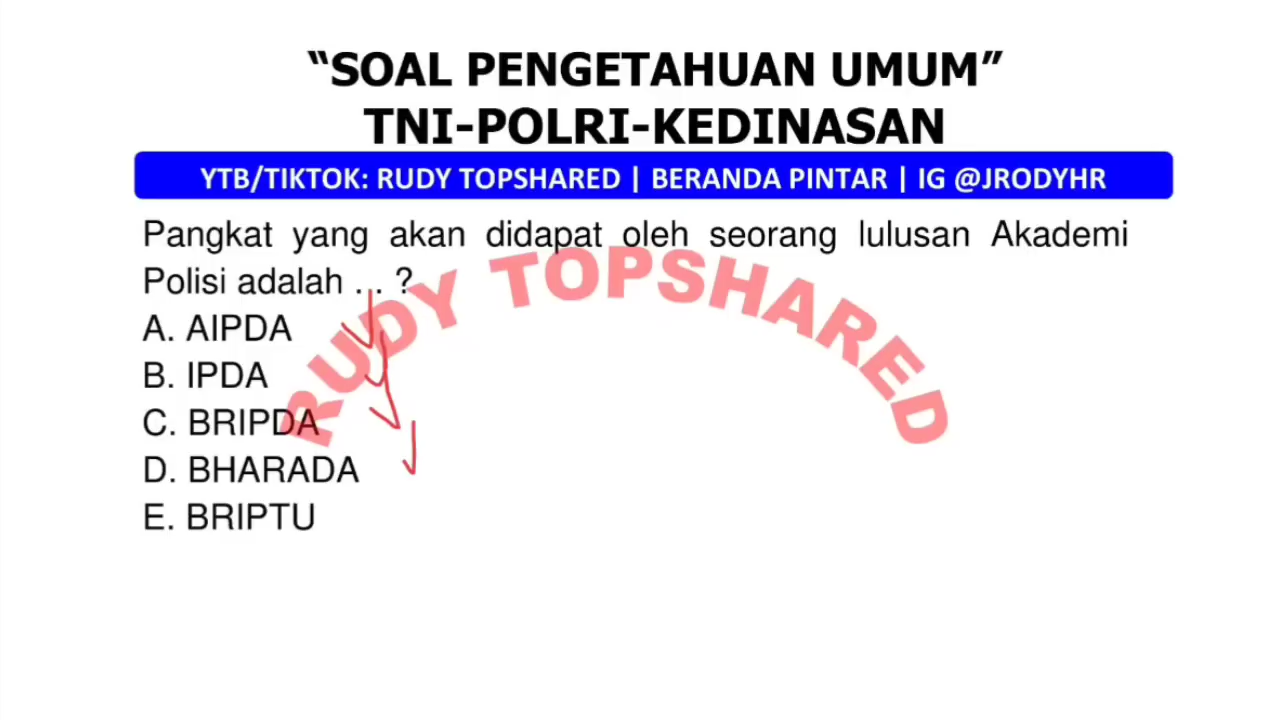 “SOAL PENGETAHUAN UMUM”
TNI-POLRI-KEDINASAN
YTB/TIKTOK: RUDY TOPSHARED | BERANDA PINTAR | IG @JRODYHR
Pangkat yang akan didapat oleh seorang lulusan Akademi
Polisi adalah ... ?
A. AIPDA
B. IPDA
C. BRIPDA
D. BHARADA
E. BRIPTU
RUDY TOPSHARED